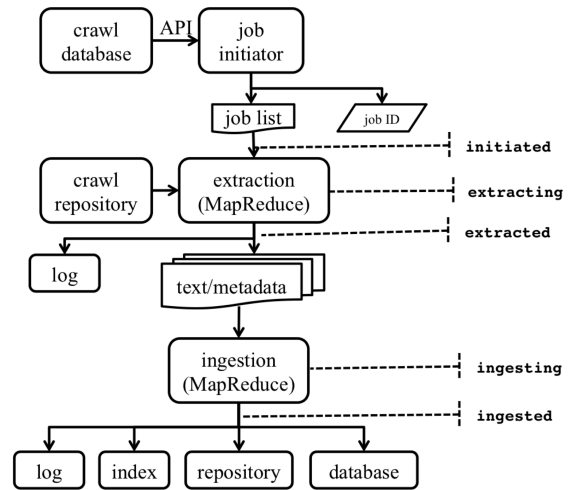 crawl
database
API
job
initiator
job list
job ID
initiated
crawl
repository
extraction
(MapReduce)
extracting
extracted
log
text/metadata
ingestion
(MapReduce)
ingesting
ingested
log
index
repository
database